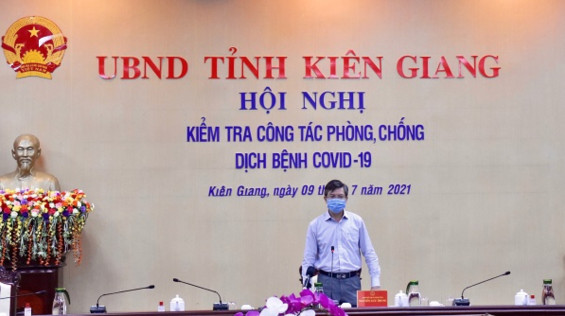 UBND TỈNH KIÊN GIANG
HỘI NGHỊ
KIỂM TRA CÔNG TÁC PHÒNG, CHỐNG
DỊCH BỆNH COVID-19
Kiên Giang, ngày 09 7 năm 2021